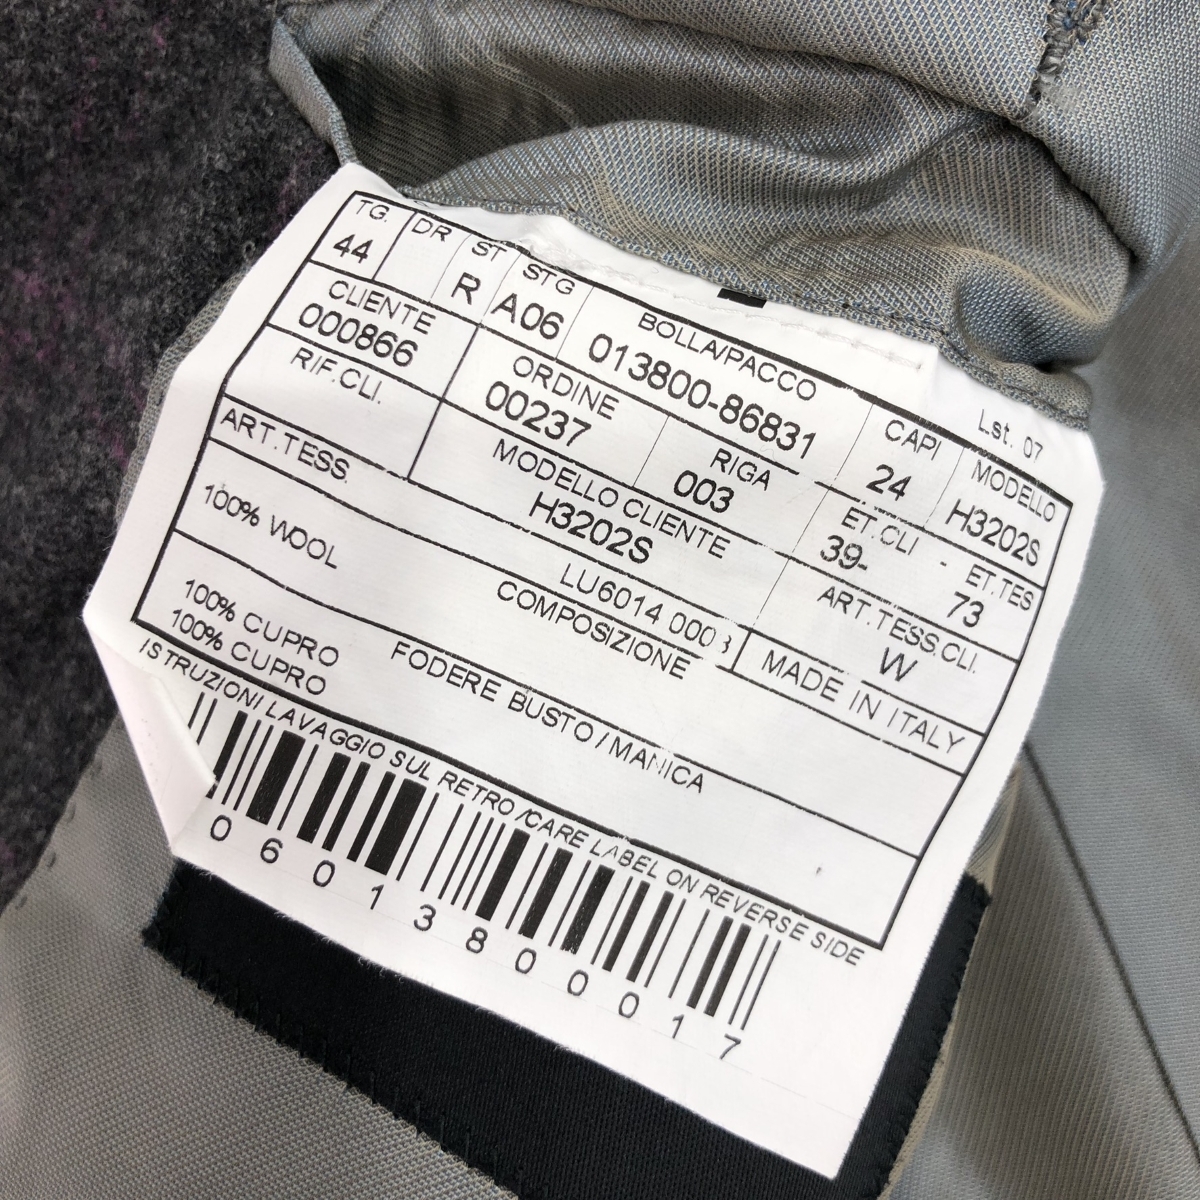 Lst. 07
TG. DR ST STG BOLLA/PACCO CAPI MODELLO
44 R A06 013800-86831 24 H3202S
CLIENTE ORDINE RIGA ET.CLI - ET.TES
000866 00237 003 39- 73
RIF.CLI. MODELLO CLIENTE ART.TESS.CLI.
H3202S W
ART.TESS. LU6014 0003 MADE IN ITALY
COMPOSIZIONE
100% WOOL
FODERE BUSTO / MANICA
100% CUPRO
100% CUPRO
ISTRUZIONI LAVAGGIO SUL RETRO /CARE LABEL ON REVERSE SIDE
06013800017